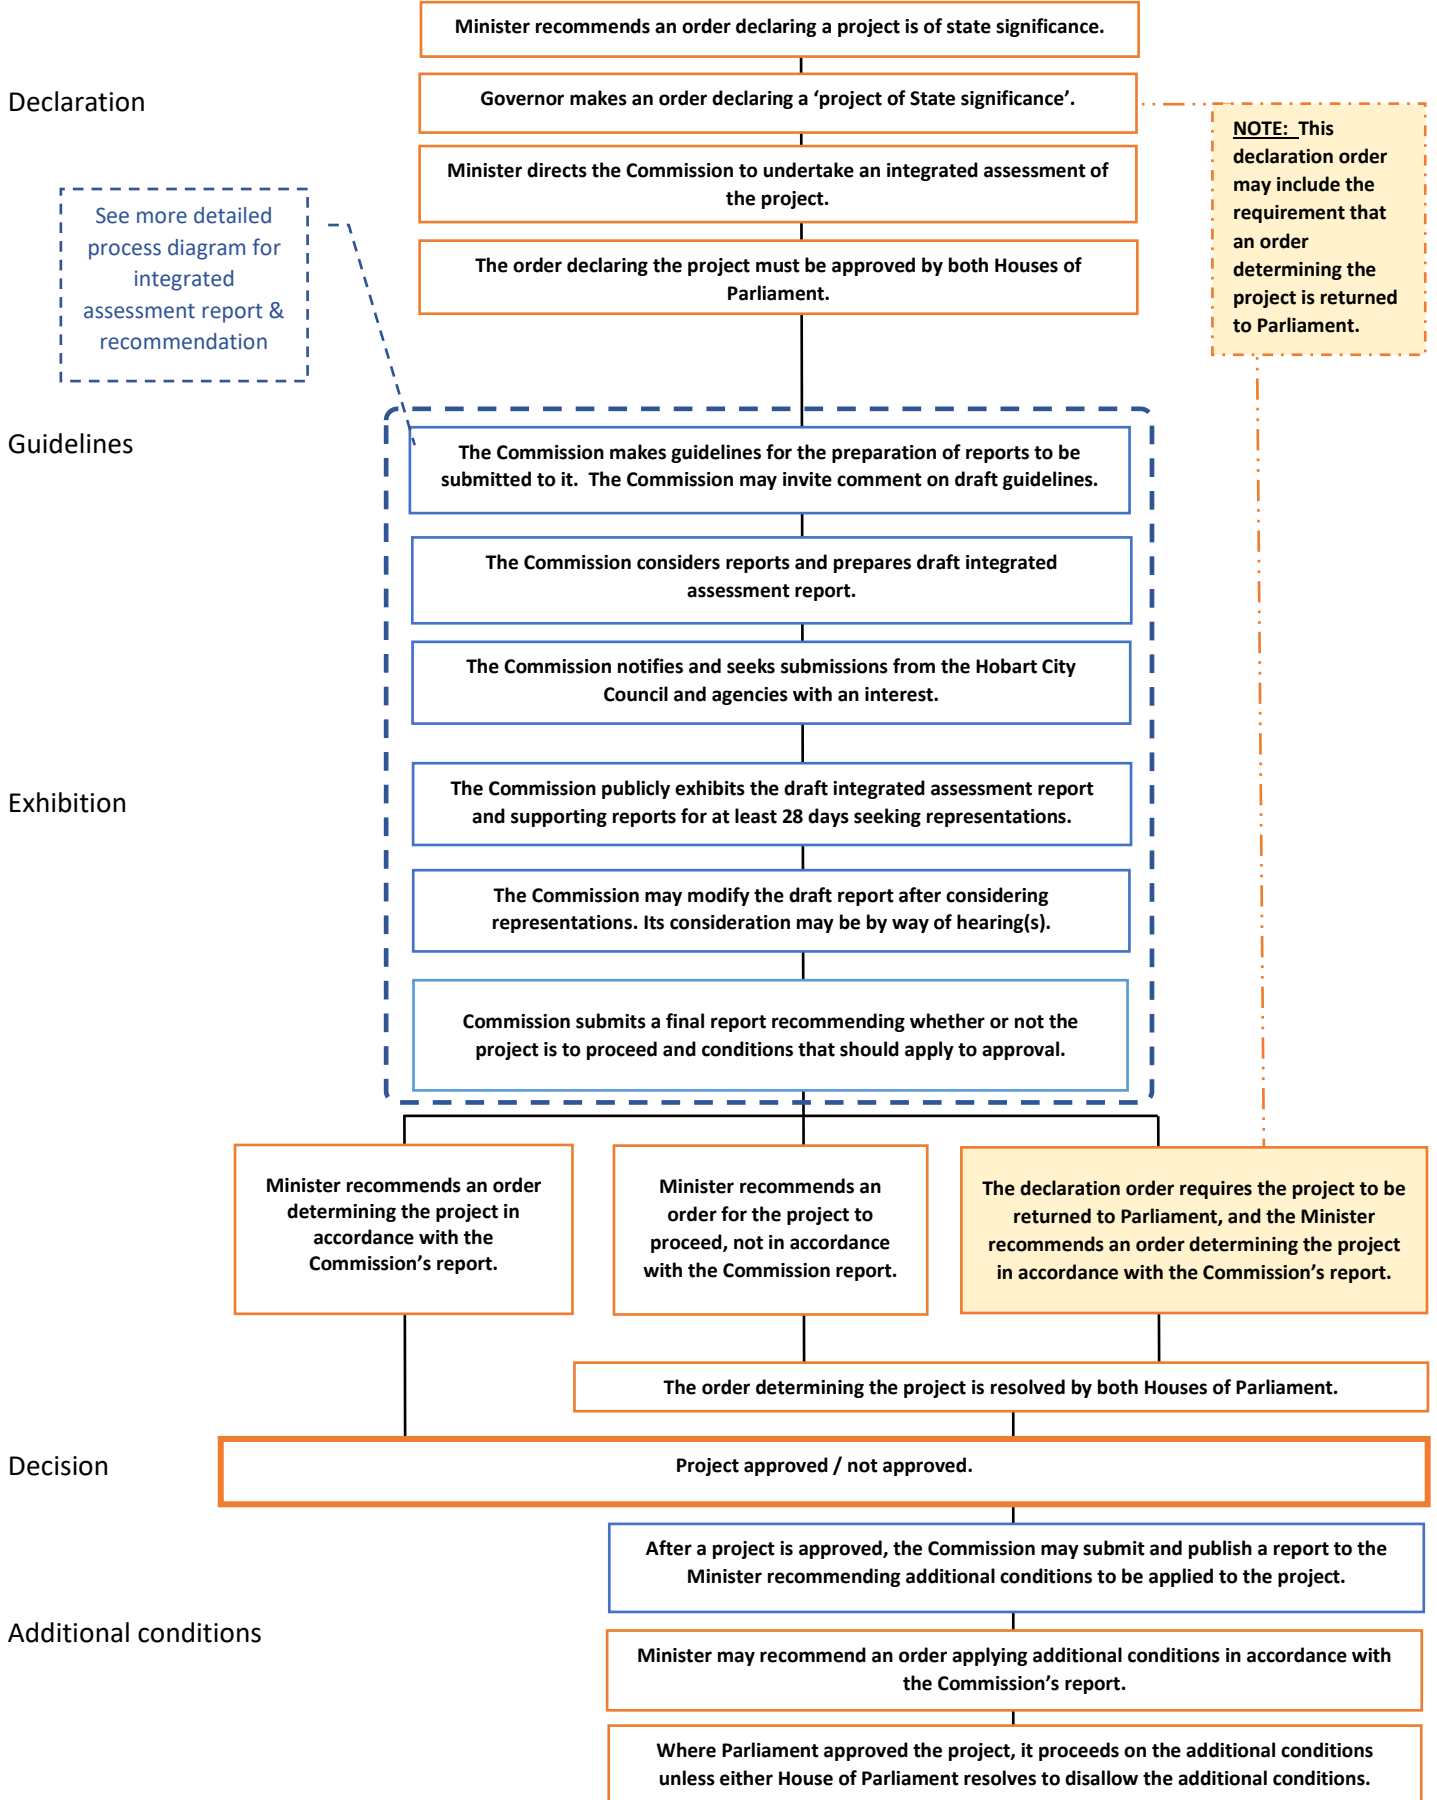 Minister recommends an order declaring a project is of state significance.
Declaration
Governor makes an order declaring a ‘project of State significance’.
NOTE:  This
declaration order
may include the
requirement that
an order
determining the
project is returned
to Parliament.
Minister directs the Commission to undertake an integrated assessment of
the project.
See more detailed
process diagram for
integrated
assessment report &
recommendation
The order declaring the project must be approved by both Houses of
Parliament.
Guidelines
The Commission makes guidelines for the preparation of reports to be
submitted to it.  The Commission may invite comment on draft guidelines.
The Commission considers reports and prepares draft integrated
assessment report.
The Commission notifies and seeks submissions from the Hobart City
Council and agencies with an interest.
Exhibition
The Commission publicly exhibits the draft integrated assessment report
and supporting reports for at least 28 days seeking representations.
The Commission may modify the draft report after considering
representations. Its consideration may be by way of hearing(s).
Commission submits a final report recommending whether or not the
project is to proceed and conditions that should apply to approval.
Minister recommends an order
determining the project in
accordance with the
Commission’s report.
Minister recommends an
order for the project to
proceed, not in accordance
with the Commission report.
The declaration order requires the project to be
returned to Parliament, and the Minister
recommends an order determining the project
in accordance with the Commission’s report.
The order determining the project is resolved by both Houses of Parliament.
Decision
Project approved / not approved.
After a project is approved, the Commission may submit and publish a report to the
Minister recommending additional conditions to be applied to the project.
Additional conditions
Minister may recommend an order applying additional conditions in accordance with
the Commission’s report.
Where Parliament approved the project, it proceeds on the additional conditions
unless either House of Parliament resolves to disallow the additional conditions.